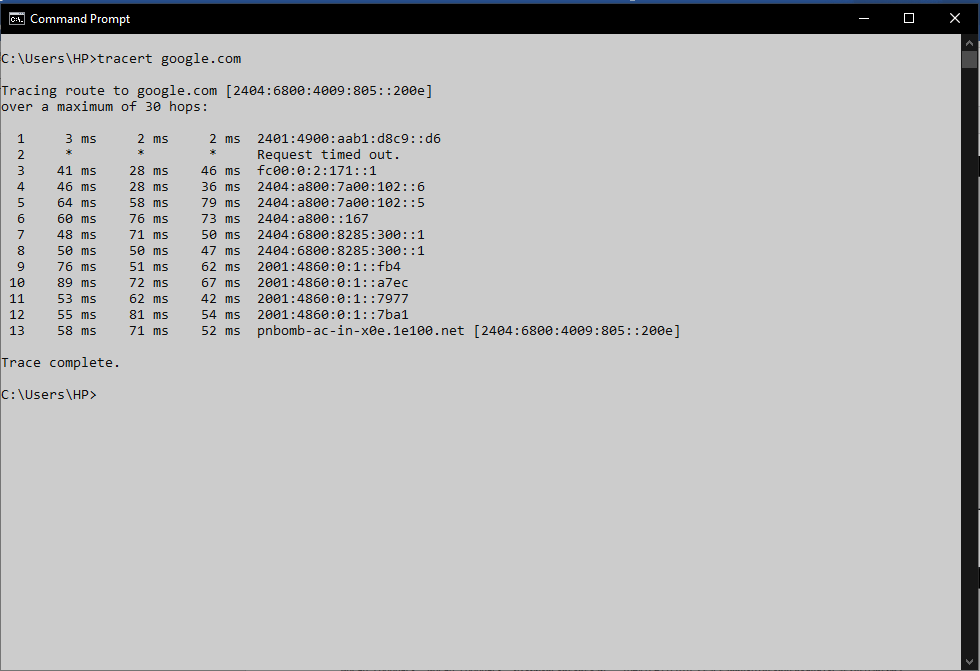 Command Prompt
C:\Users\HP>tracert google.com
Tracing route to google.com [2404:6800:4009:805::200e]
over a maximum of 30 hops:
1 3 ms 2 ms 2 ms 2401:4900:aab1:d8c9::d6
2 * * * Request timed out.
3 41 ms 28 ms 46 ms fc00:0:2:171::1
4 46 ms 28 ms 36 ms 2404:a800:7a00:102::6
5 64 ms 58 ms 79 ms 2404:a800:7a00:102::5
6 60 ms 76 ms 73 ms 2404:a800::167
7 48 ms 71 ms 50 ms 2404:6800:8285:300::1
8 50 ms 50 ms 47 ms 2404:6800:8285:300::1
9 76 ms 51 ms 62 ms 2001:4860:0:1::fb4
10 89 ms 72 ms 67 ms 2001:4860:0:1::a7ec
11 53 ms 62 ms 42 ms 2001:4860:0:1::7977
12 55 ms 81 ms 54 ms 2001:4860:0:1::7ba1
13 58 ms 71 ms 52 ms pnbomb-ac-in-x0e.1e100.net [2404:6800:4009:805::200e]
Trace complete.
C:\Users\HP>